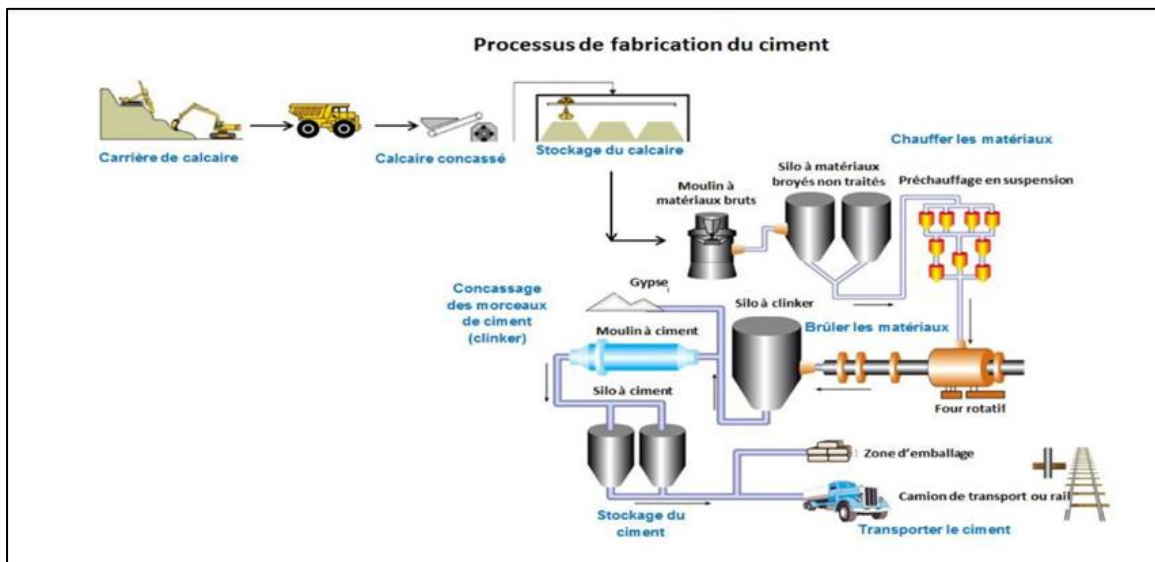 Processus de fabrication du ciment
Carrière de calcaire
Calcaire concassé
Stockage du calcaire
Chauffer les matériaux
Moulin à
matériaux bruts
Silo à matériaux
broyés non traités
Préchauffage en suspension
Concassage
des morceaux
de ciment
(clinker)
Gypse
Moulin à ciment
Silo à clinker
Brûler les matériaux
Four rotatif
Silo à ciment
Zone d'emballage
Camion de transport ou rail
Stockage du
ciment
Transporter le ciment